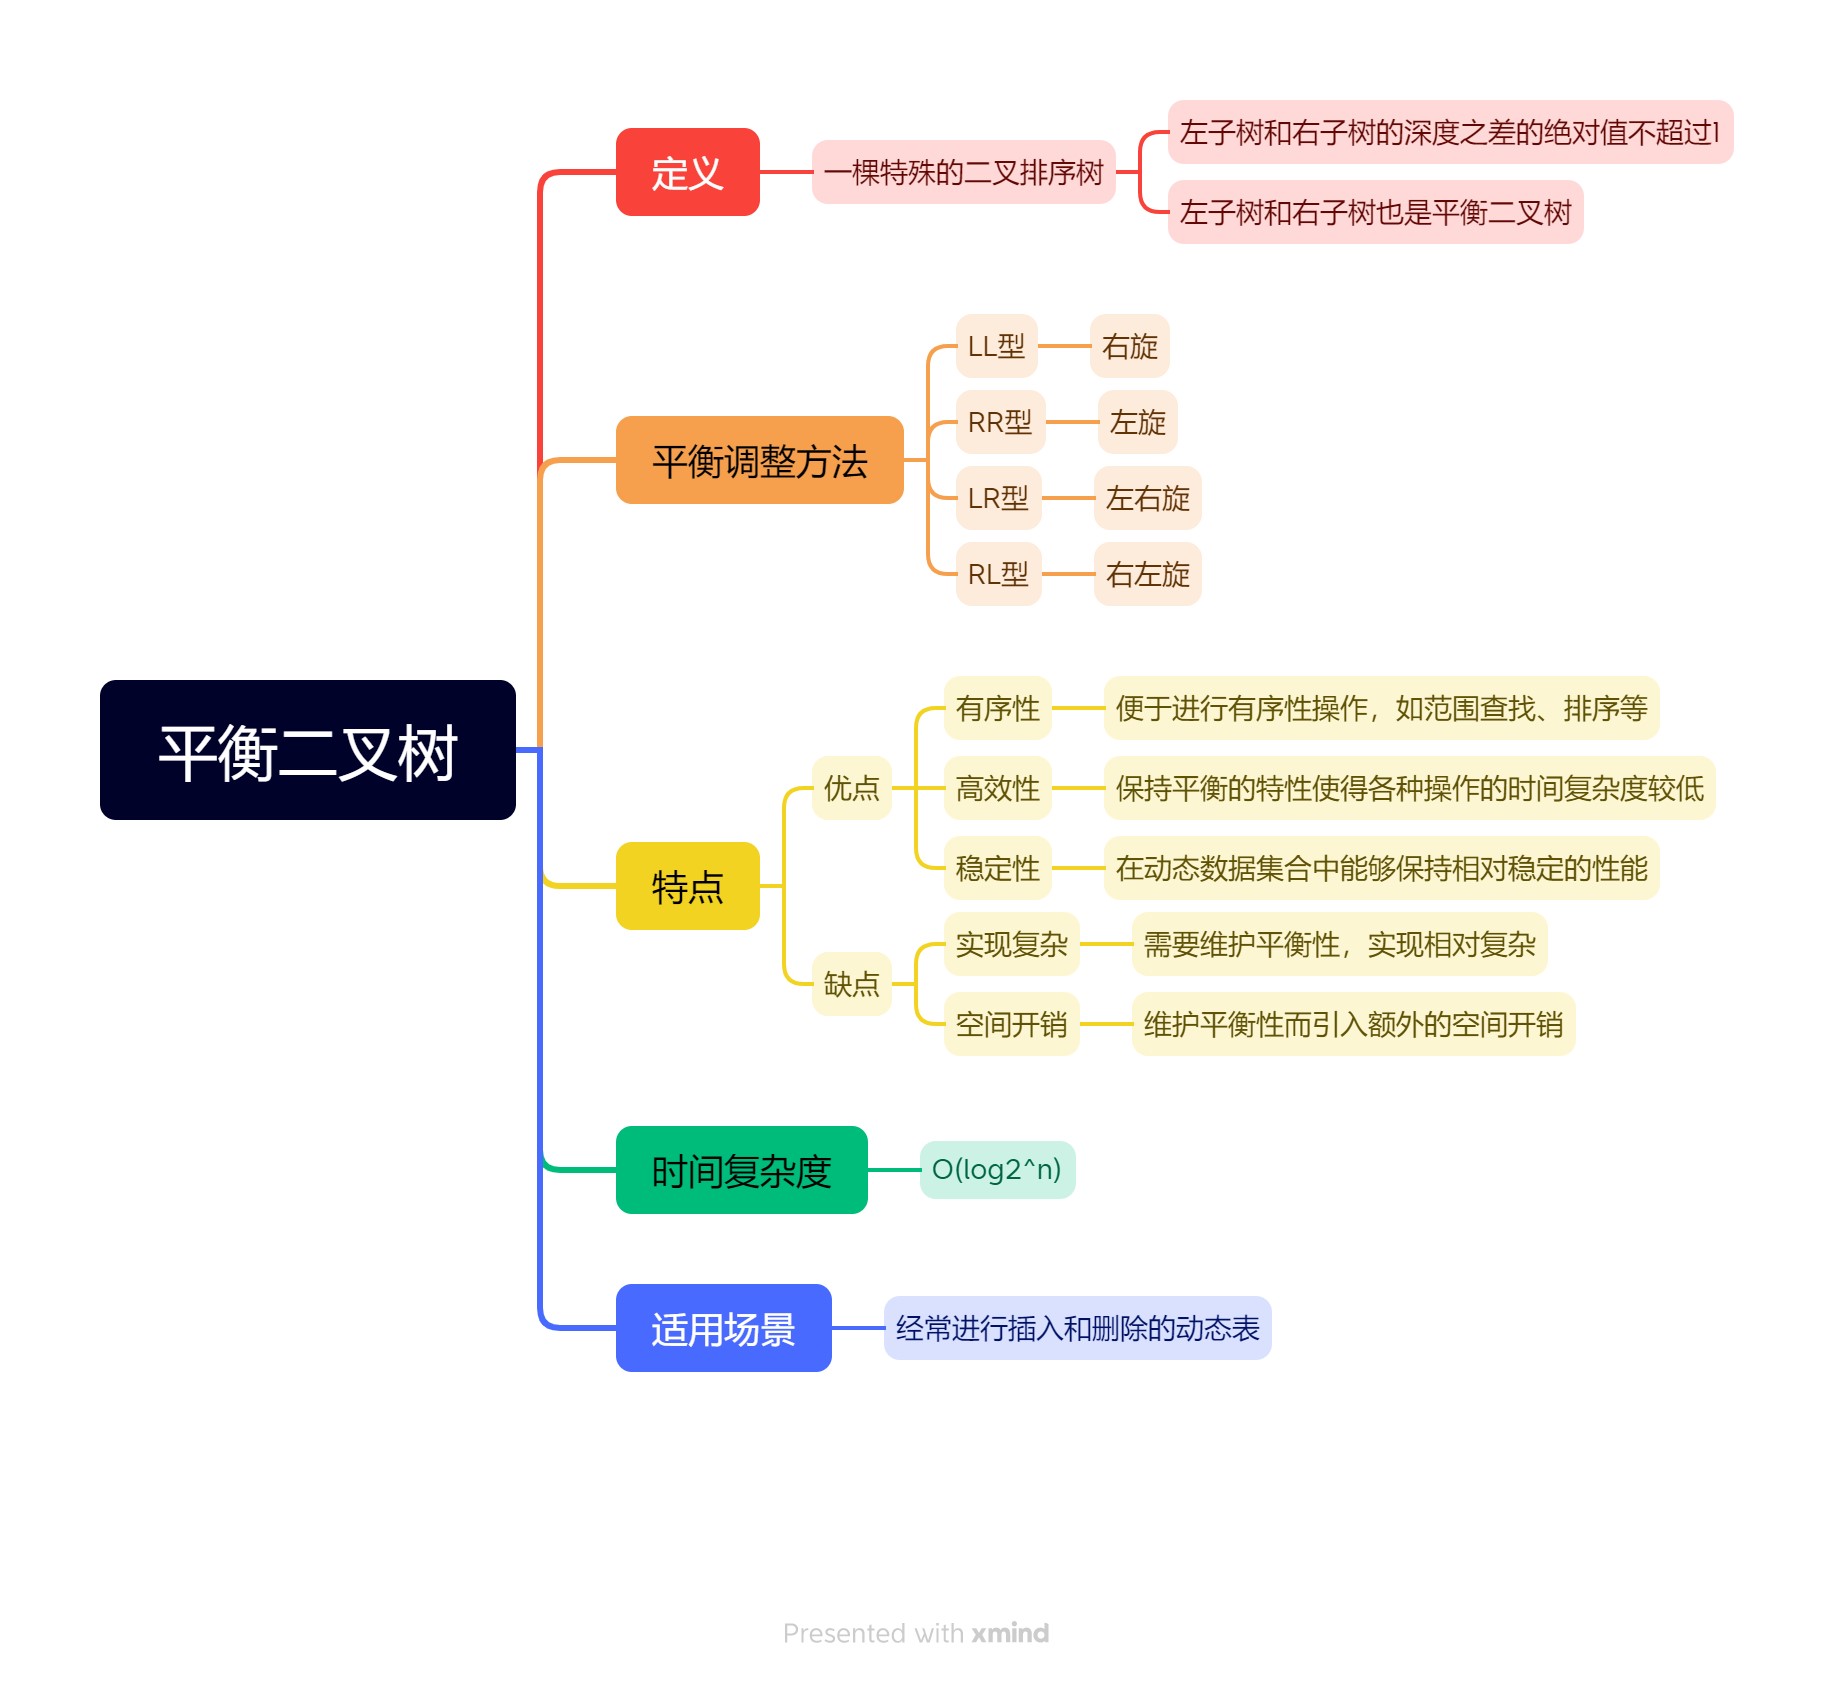 平衡二叉树
定义
一棵特殊的二叉排序树
左子树和右子树的深度之差的绝对值不超过1
左子树和右子树也是平衡二叉树
平衡调整方法
LL型
右旋
RR型
左旋
LR型
左右旋
RL型
右左旋
特点
优点
有序性
便于进行有序性操作，如范围查找、排序等
高效性
保持平衡的特性使得各种操作的时间复杂度较低
稳定性
在动态数据集合中能够保持相对稳定的性能
缺点
实现复杂
需要维护平衡性，实现相对复杂
空间开销
维护平衡性而引入额外的空间开销
时间复杂度
O(log2^n)
适用场景
经常进行插入和删除的动态表
Presented with xmind